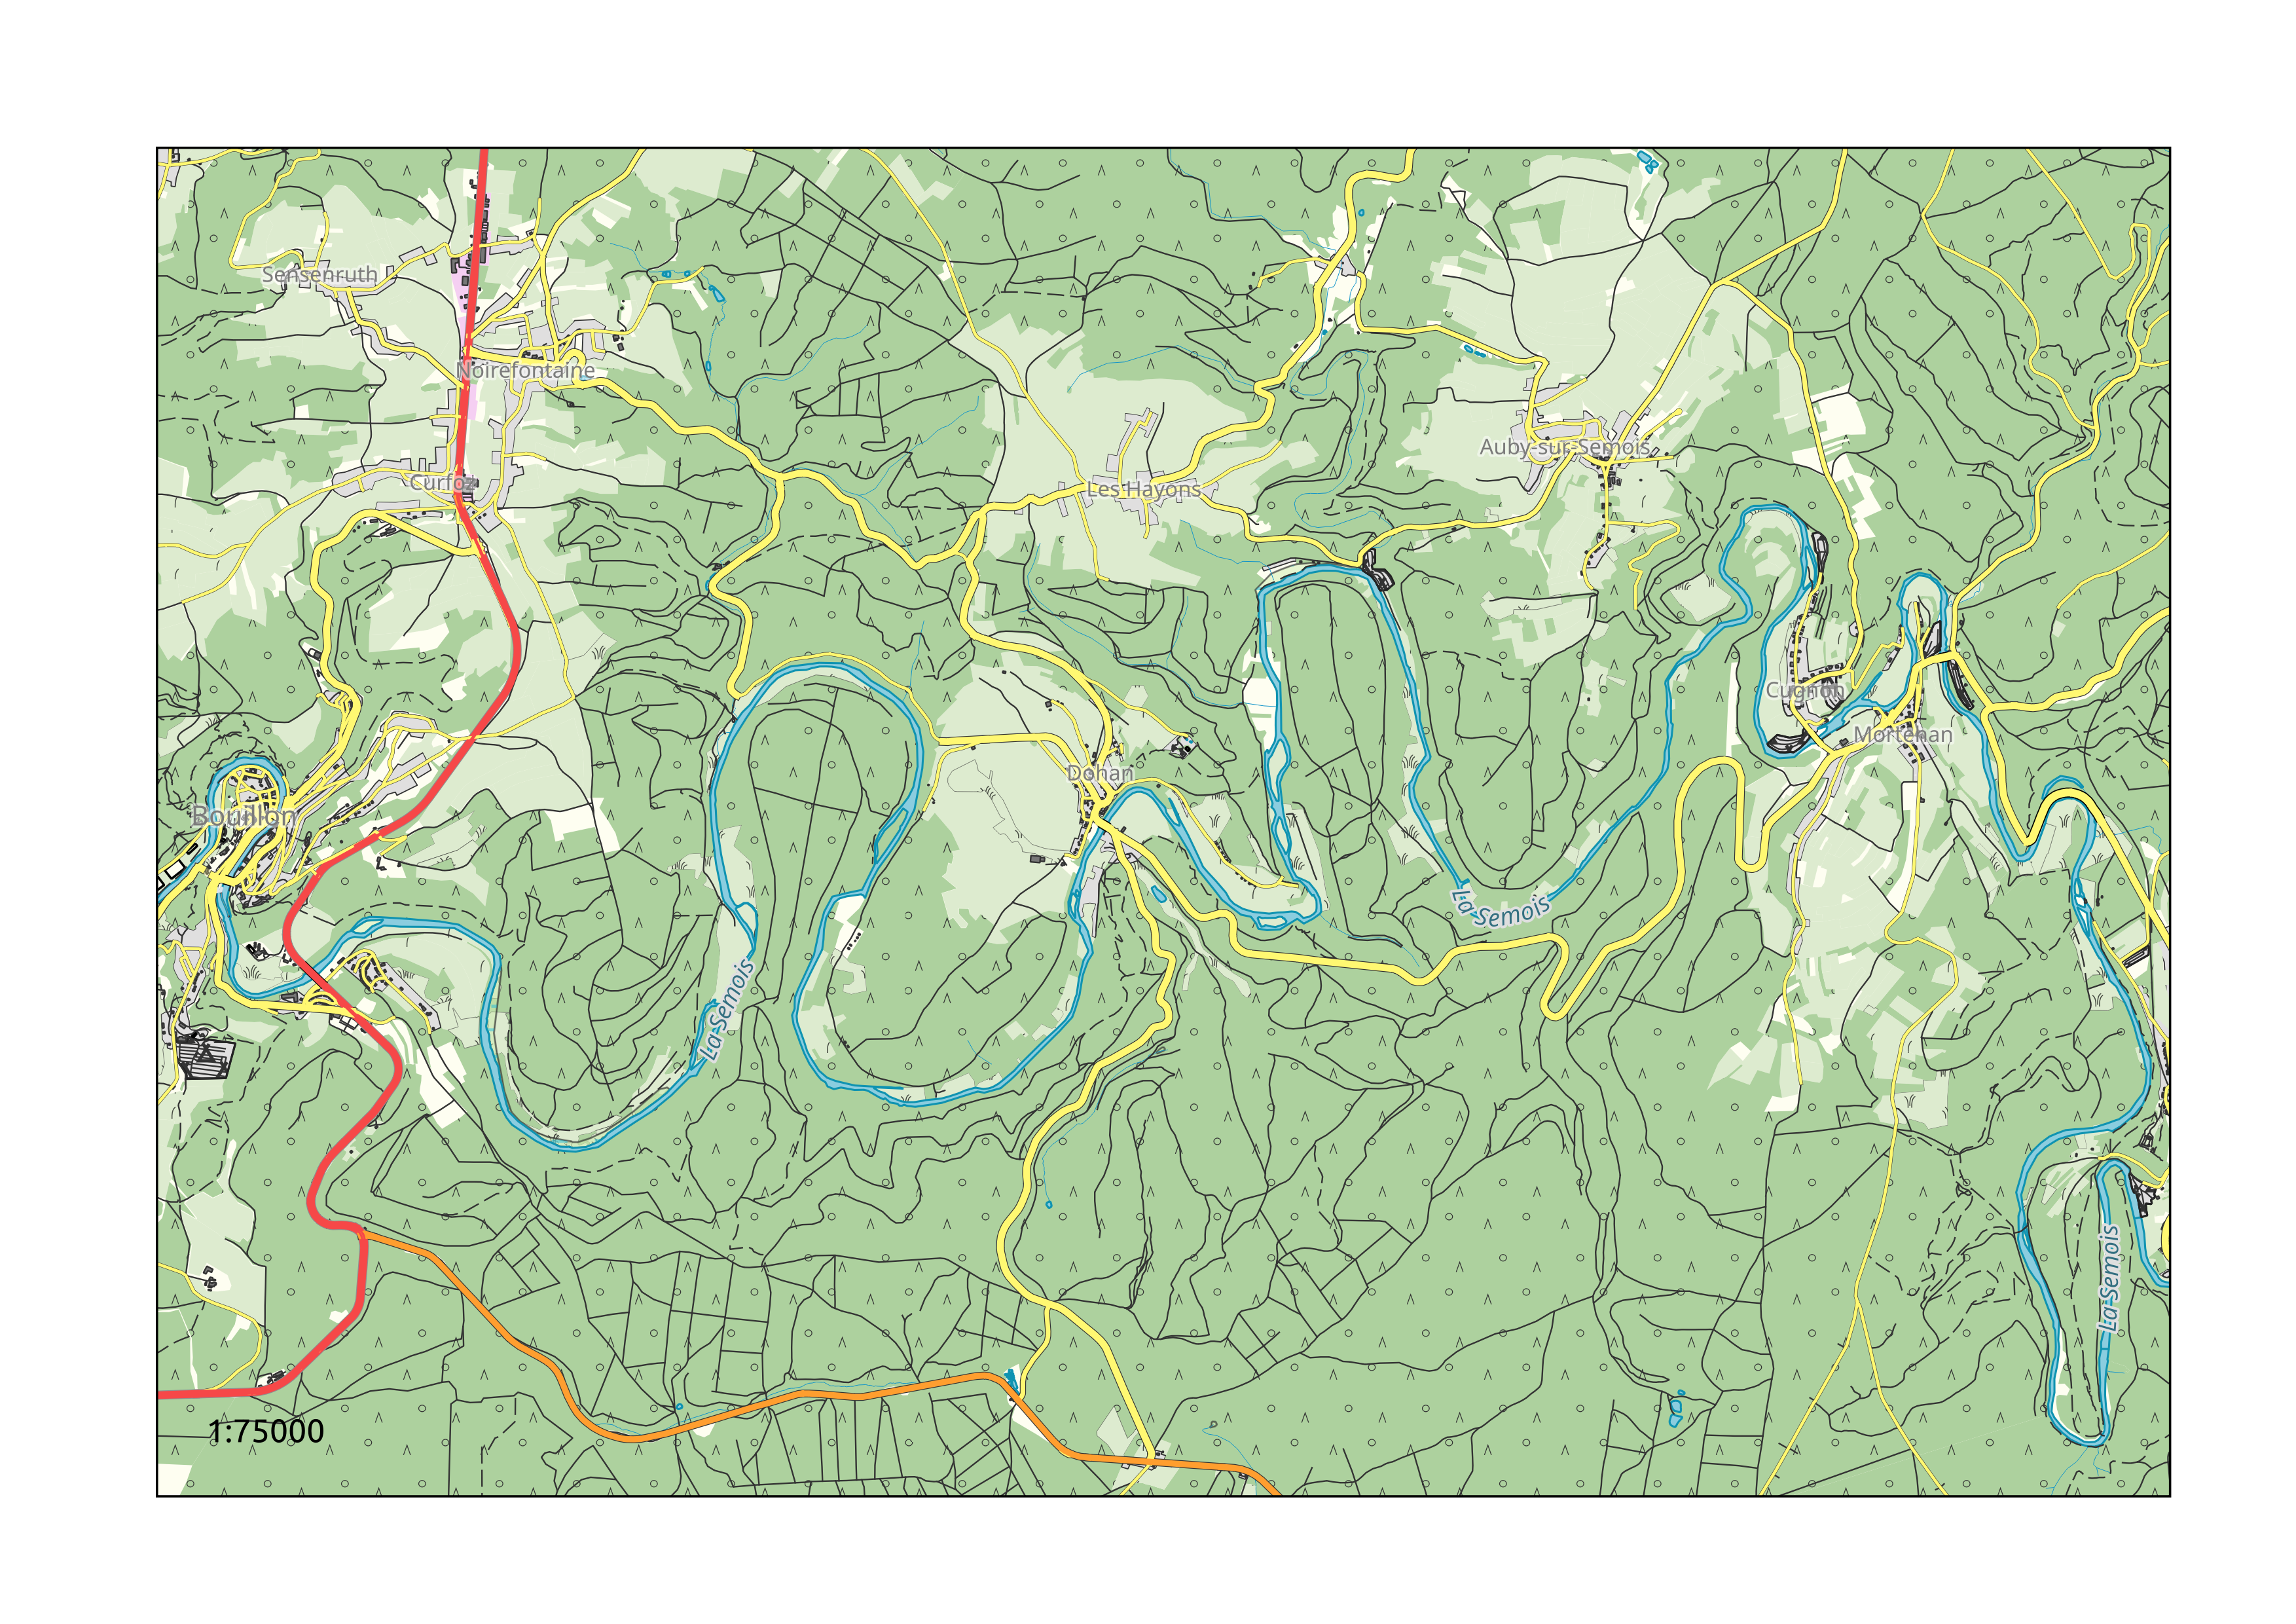 Sensenruth
Noirefontaine
Auby-sur-Semois
Curfoz
Les Hayons
Cugnon
Mortehan
Dohan
Bouillon
La Semois
La Semois
La Semois
1:75000